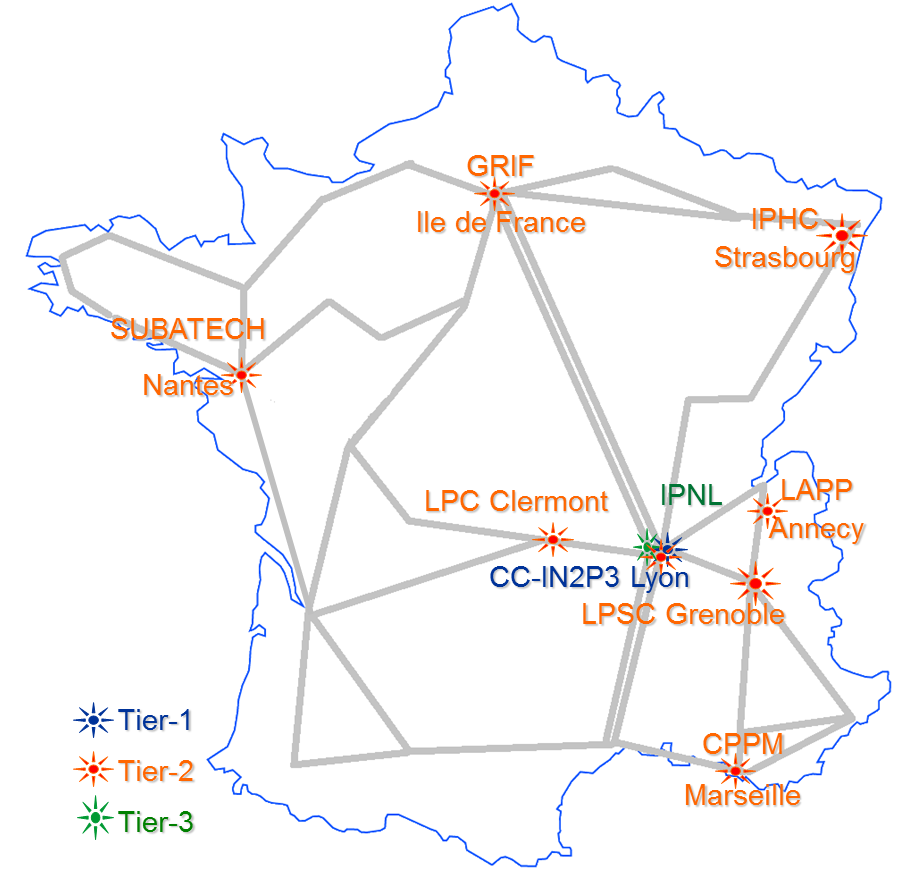 GRIF
Ile de France
IPHC
Strasbourg
SUBATECH
Nantes
LPC Clermont
IPNL
LAPP
Annecy
CC-IN2P3 Lyon
LPSC Grenoble
Tier-1
Tier-2
Tier-3
CPPM
Marseille